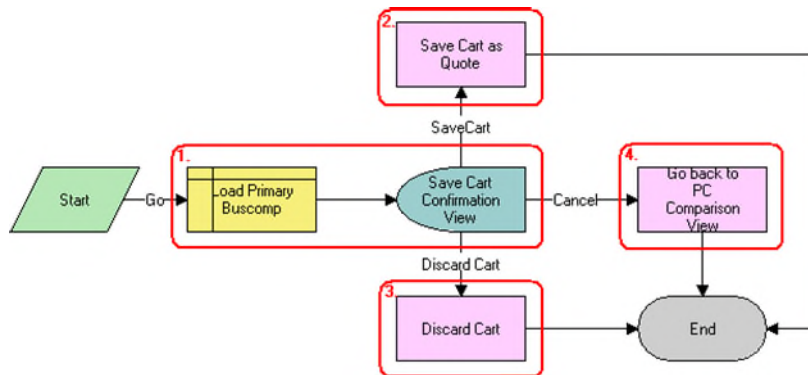 2.
Save Cart as
Quote
SaveCart
1.
4.
Start
Go
Load Primary
Buscomp
Save Cart
Confirmation
View
Cancel
Go back to
PC
Comparison
View
Discard Cart
3.
Discard Cart
End